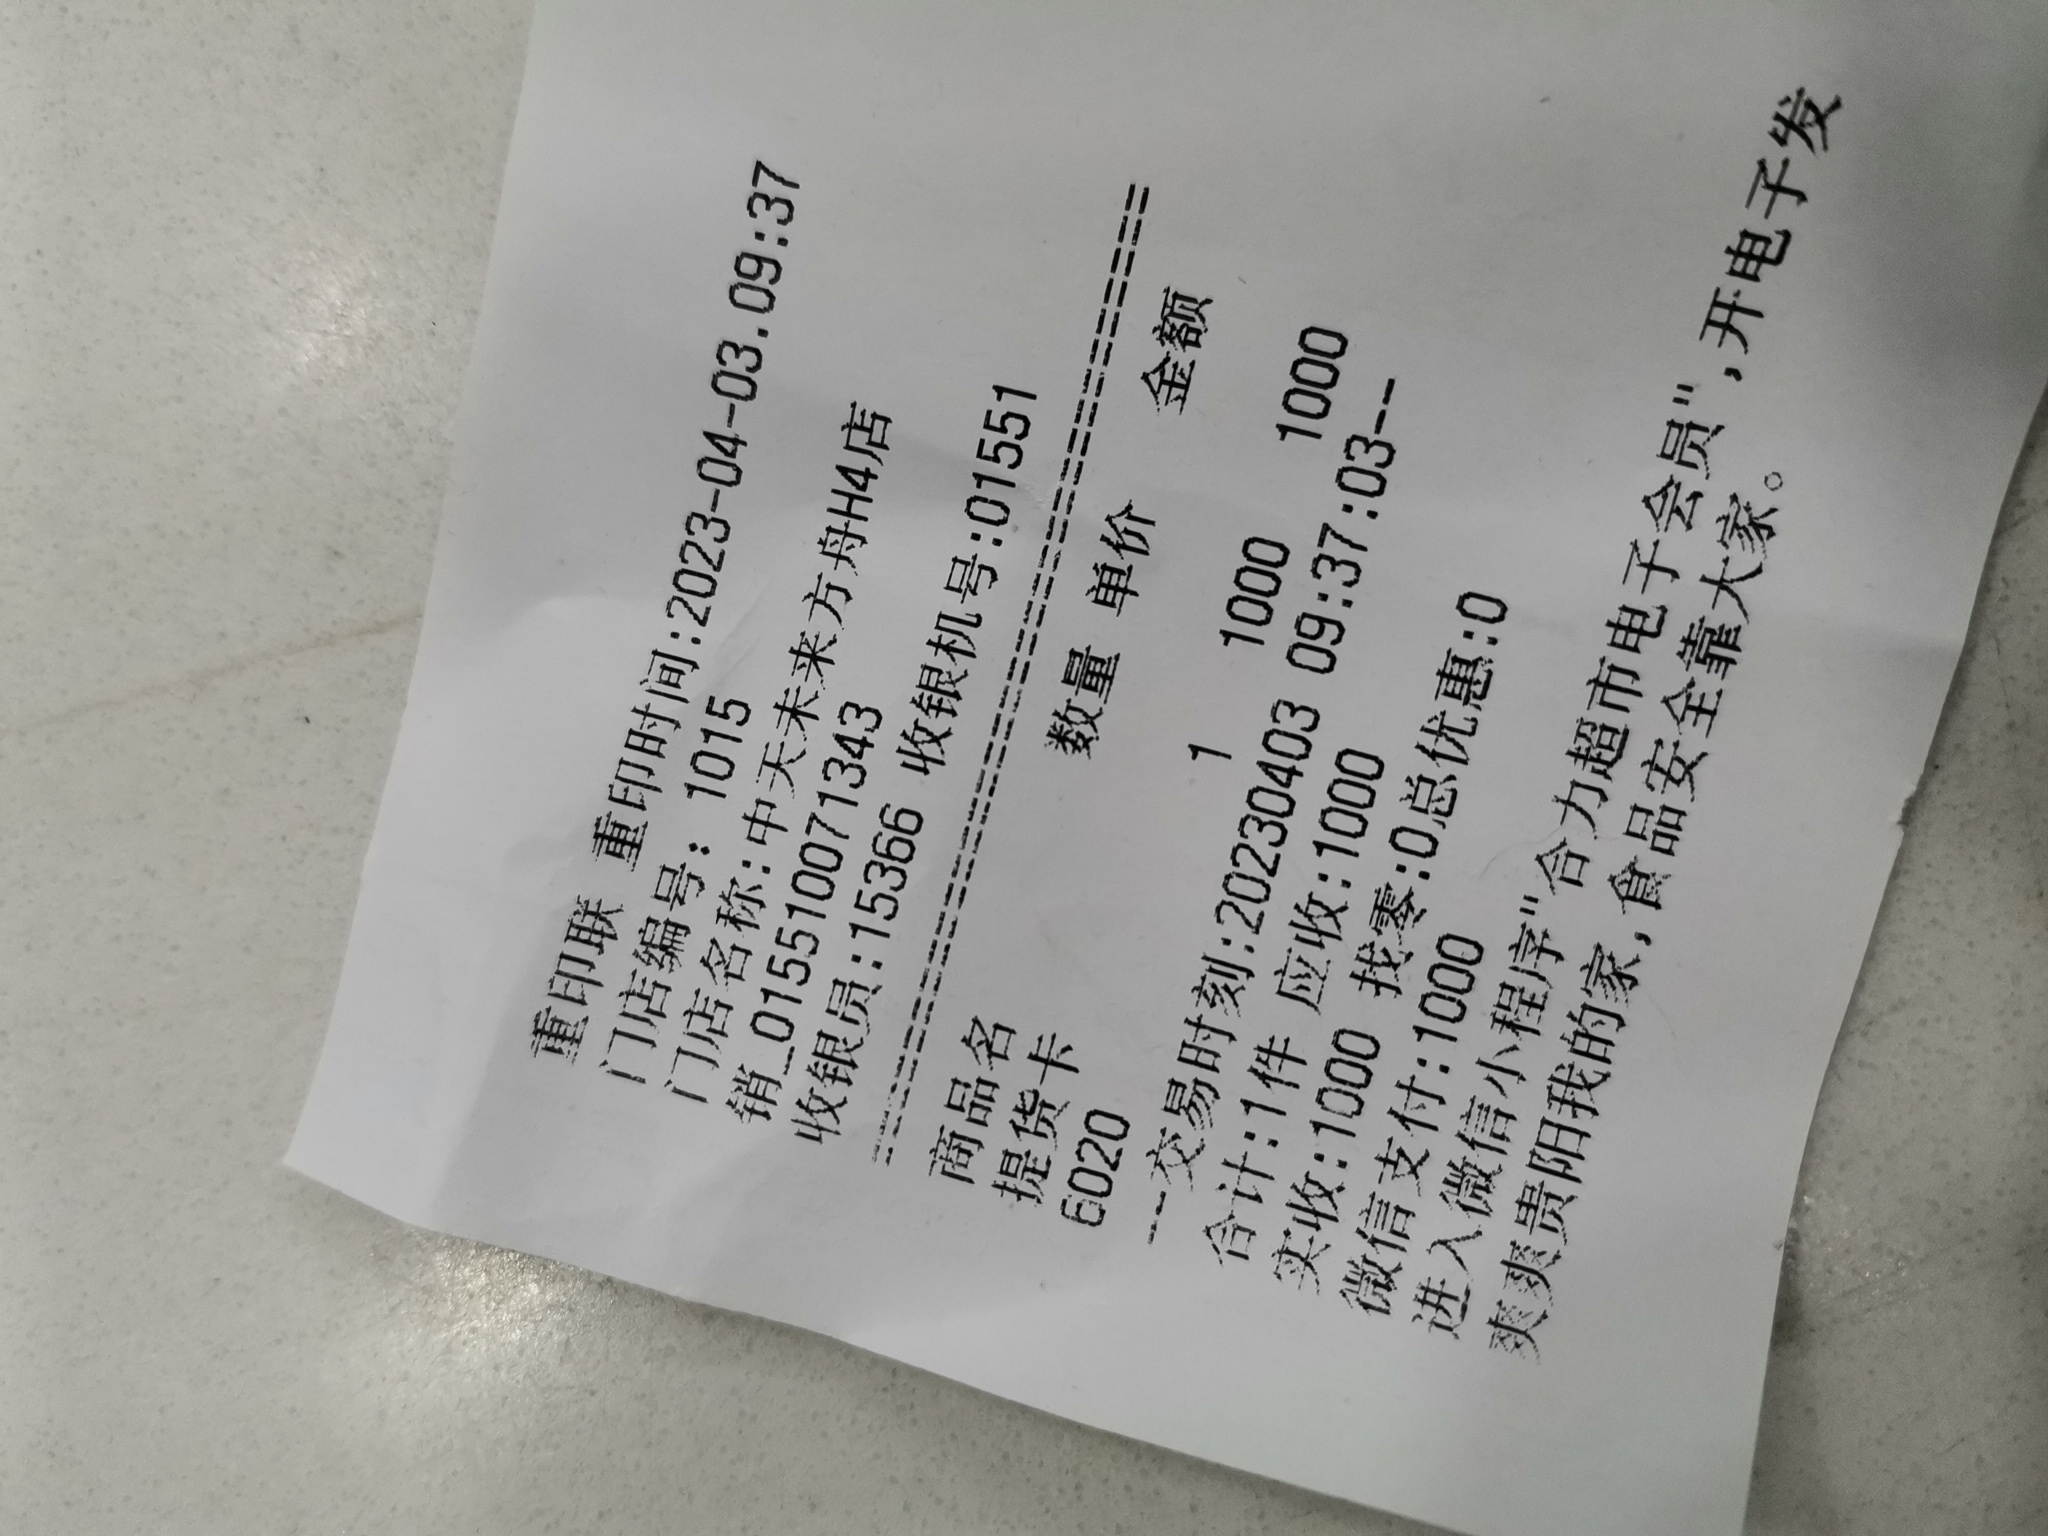 重印联 重印时间:2023-04-03.09:37
门店编号: 1015
门店名称:中天未来方舟H4店
销_015510071343
收银员:15366 收银机号:01551
================================
商品名 数量 单价 金额
提货卡
6020 1 1000 1000
--交易时刻:20230403 09:37:03---
合计:1件 应收:1000
实收:1000 找零:0总优惠:0
微信支付:1000
进入微信小程序"合力超市电子会员",开电子发
爽爽贵阳我的家,食品安全靠大家。